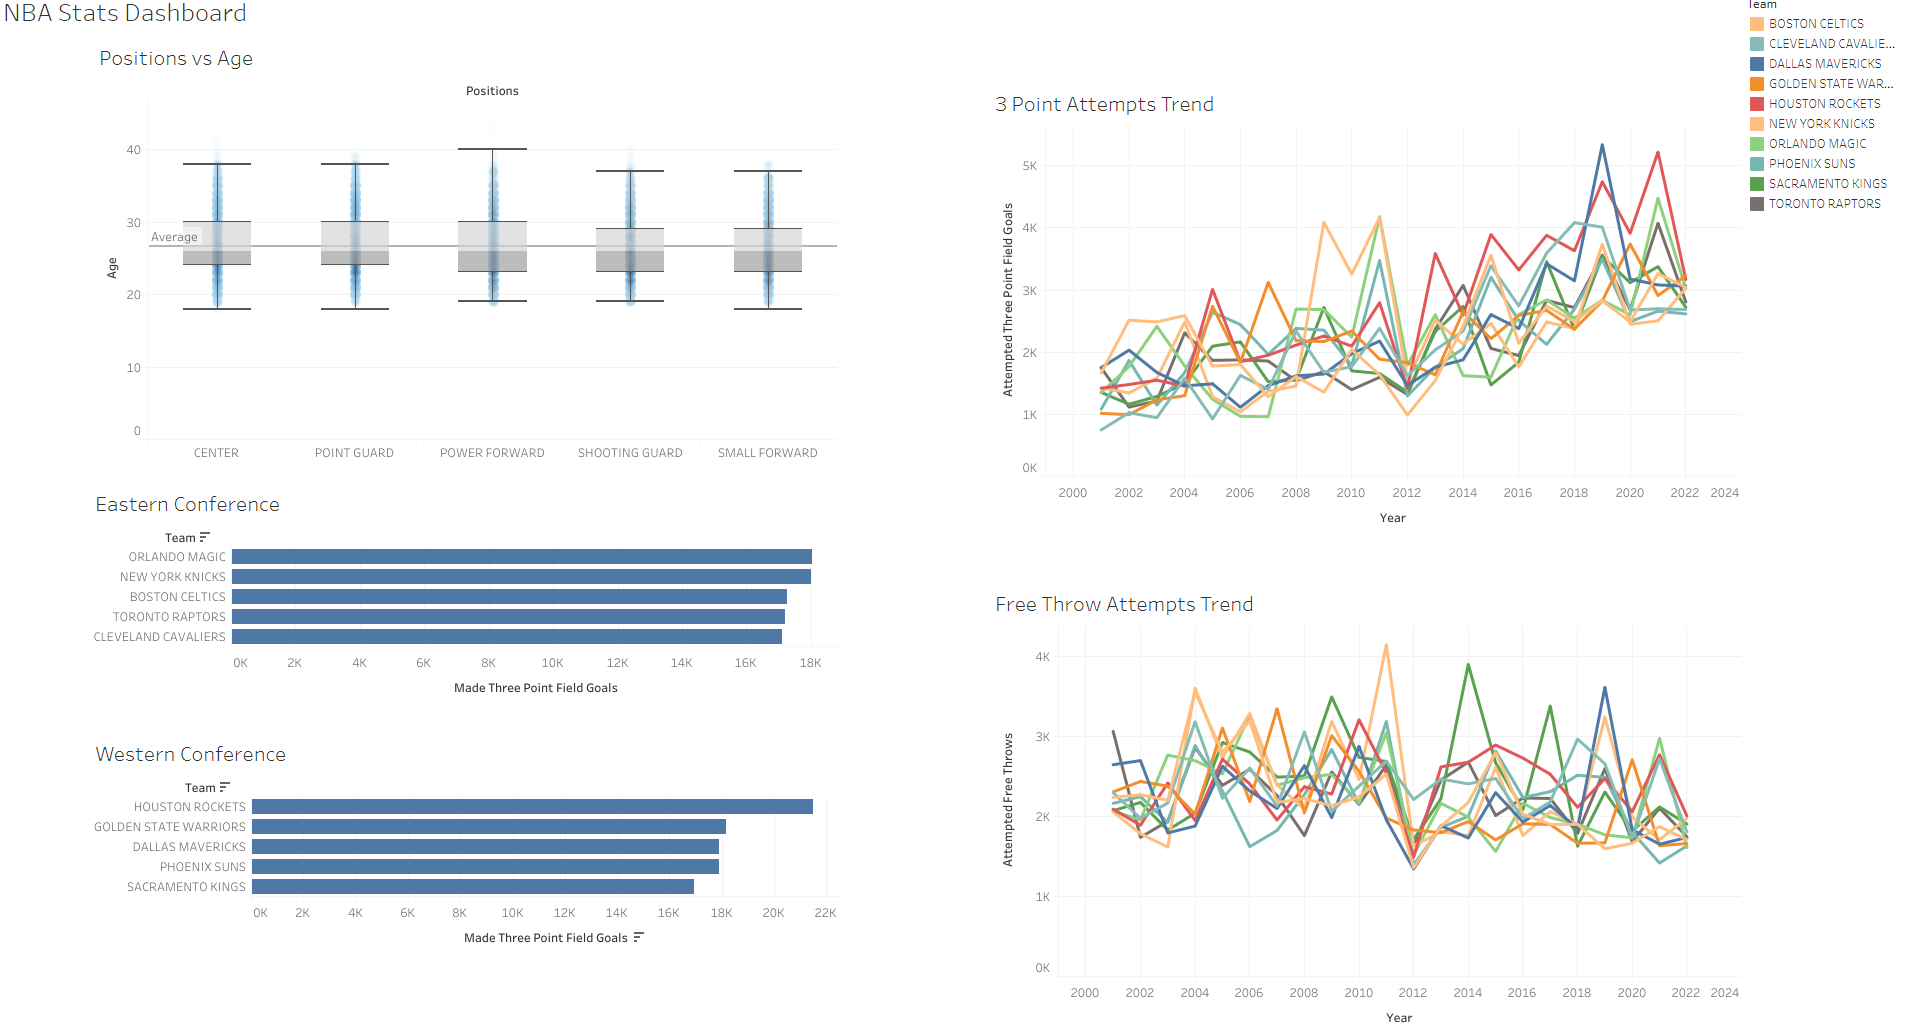 NBA Stats Dashboard
Positions vs Age
Positions
Age
40
30
20
10
0
Average
CENTER
POINT GUARD
POWER FORWARD
SHOOTING GUARD
SMALL FORWARD
Eastern Conference
Team
ORLANDO MAGIC
NEW YORK KNICKS
BOSTON CELTICS
TORONTO RAPTORS
CLEVELAND CAVALIERS
0K 2K 4K 6K 8K 10K 12K 14K 16K 18K
Made Three Point Field Goals
Western Conference
Team
HOUSTON ROCKETS
GOLDEN STATE WARRIORS
DALLAS MAVERICKS
PHOENIX SUNS
SACRAMENTO KINGS
0K 2K 4K 6K 8K 10K 12K 14K 16K 18K 20K 22K
Made Three Point Field Goals
3 Point Attempts Trend
Attempted Three Point Field Goals
5K
4K
3K
2K
1K
0K
2000 2002 2004 2006 2008 2010 2012 2014 2016 2018 2020 2022 2024
Year
Free Throw Attempts Trend
Attempted Free Throws
4K
3K
2K
1K
0K
2000 2002 2004 2006 2008 2010 2012 2014 2016 2018 2020 2022 2024
Year
Team
BOSTON CELTICS
CLEVELAND CAVALIE...
DALLAS MAVERICKS
GOLDEN STATE WAR...
HOUSTON ROCKETS
NEW YORK KNICKS
ORLANDO MAGIC
PHOENIX SUNS
SACRAMENTO KINGS
TORONTO RAPTORS